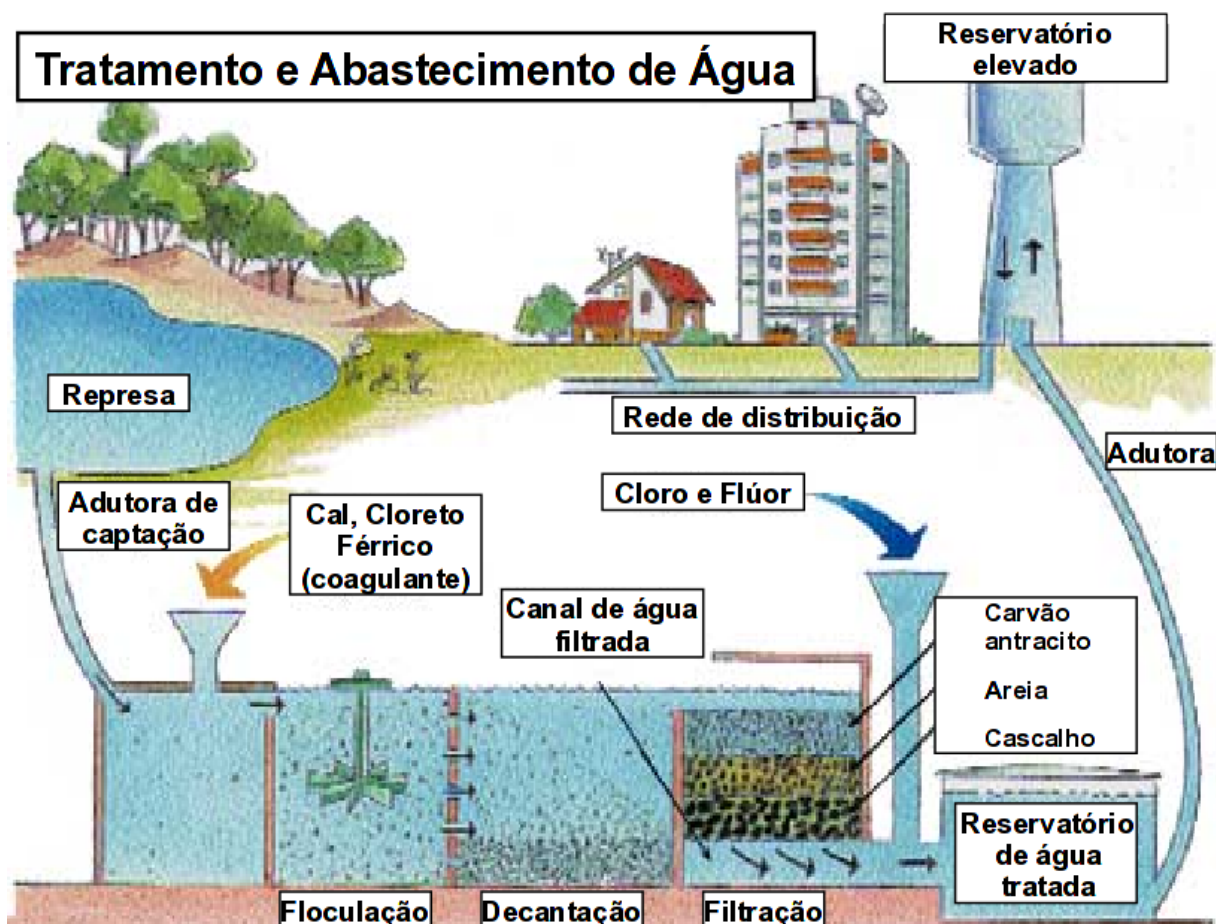 Tratamento e Abastecimento de Água
Reservatório
elevado
Represa
Rede de distribuição
Adutora
Adutora de
captação
Cal, Cloreto
Férrico
(coagulante)
Cloro e Flúor
Canal de água
filtrada
Carvão
antracito
Areia
Cascalho
Reservatório
de água
tratada
Floculação
Decantação
Filtração